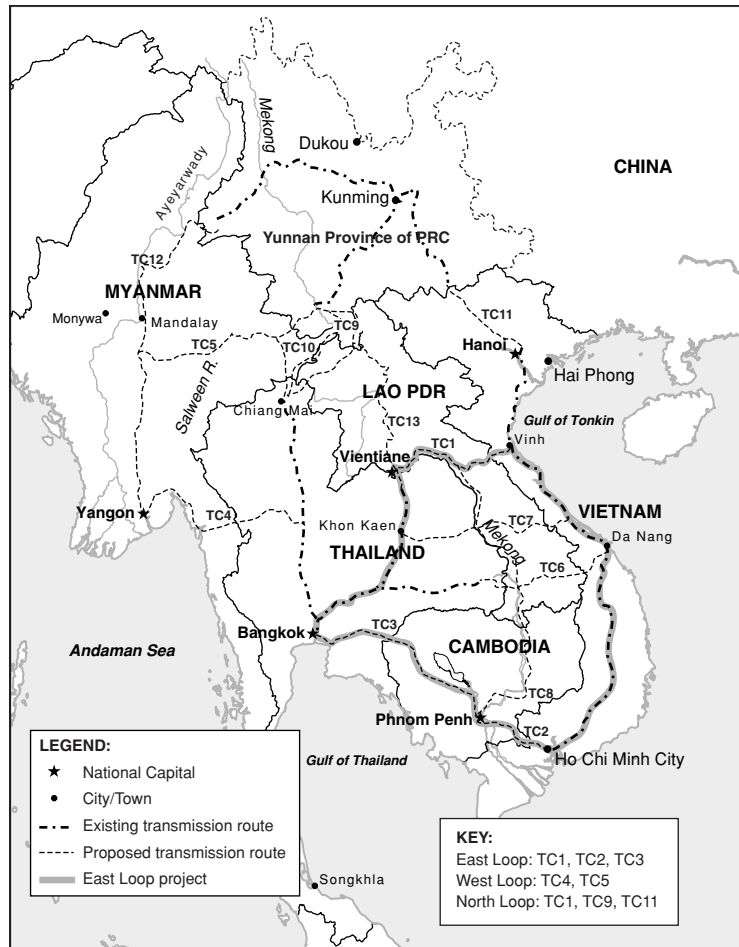 Mekong
Dukou
CHINA
Ayeyarwady
Kunming
Yunnan Province of PRC
TC12
MYANMAR
Monywa
Mandalay
TC9
TC11
TC5
TC10
Hanoi
Hai Phong
Salween R.
LAO PDR
Chiang Mai
Gulf of Tonkin
TC13
TC1
Vinh
Vientiane
Yangon
TC4
Khon Kaen
TC7
VIETNAM
Mekong
Da Nang
THAILAND
TC6
Bangkok
TC3
CAMBODIA
Andaman Sea
TC8
Phnom Penh
TC2
Ho Chi Minh City
Gulf of Thailand
LEGEND:
National Capital
City/Town
Existing transmission route
Proposed transmission route
East Loop project
KEY:
East Loop: TC1, TC2, TC3
West Loop: TC4, TC5
North Loop: TC1, TC9, TC11
Songkhla